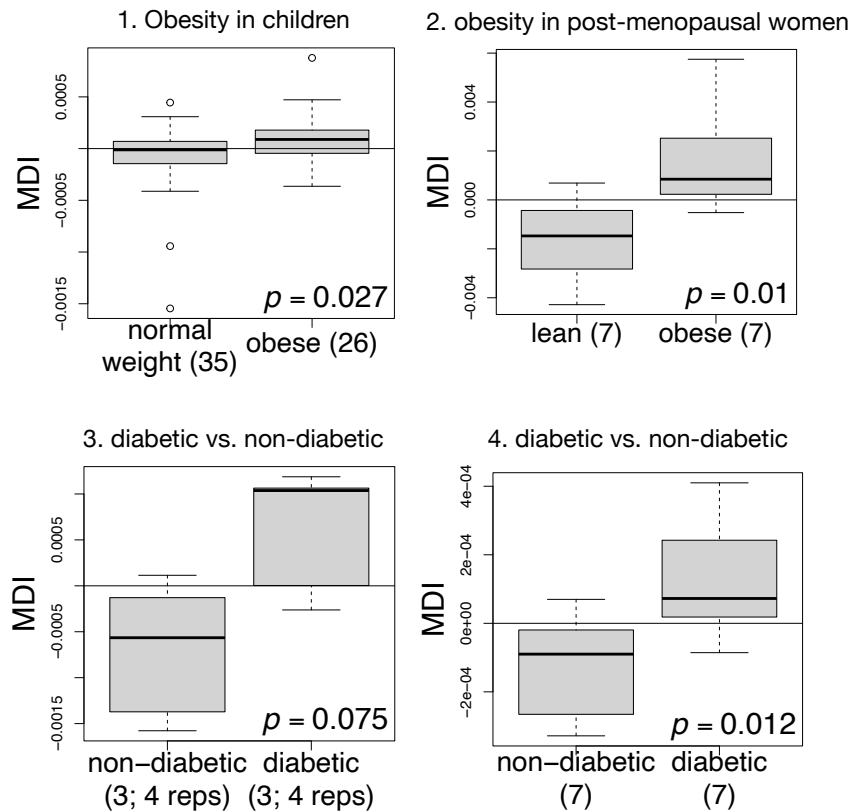 1. Obesity in children
MDI
0.0005
−0.0005
−0.0015
p = 0.027
normal
weight (35)
obese (26)
2. obesity in post-menopausal women
MDI
0.004
0.000
−0.004
p = 0.01
lean (7)
obese (7)
3. diabetic vs. non-diabetic
MDI
0.0005
−0.0005
−0.0015
p = 0.075
non−diabetic
(3; 4 reps)
diabetic
(3; 4 reps)
4. diabetic vs. non-diabetic
MDI
4e−04
2e−04
0e+00
−2e−04
p = 0.012
non−diabetic
(7)
diabetic
(7)